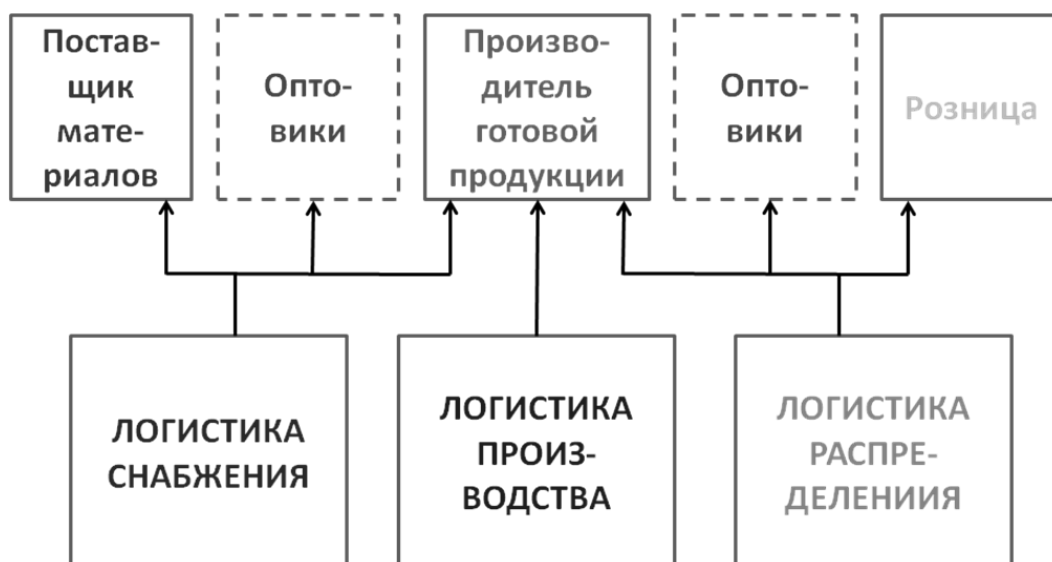 Постав-
щик
мате-
риалов
Опто-
вики
Произво-
дитель
готовой
продукции
Опто-
вики
Розница
ЛОГИСТИКА
СНАБЖЕНИЯ
ЛОГИСТИКА
ПРОИЗ-
ВОДСТВА
ЛОГИСТИКА
РАСПРЕ-
ДЕЛЕНИИЯ